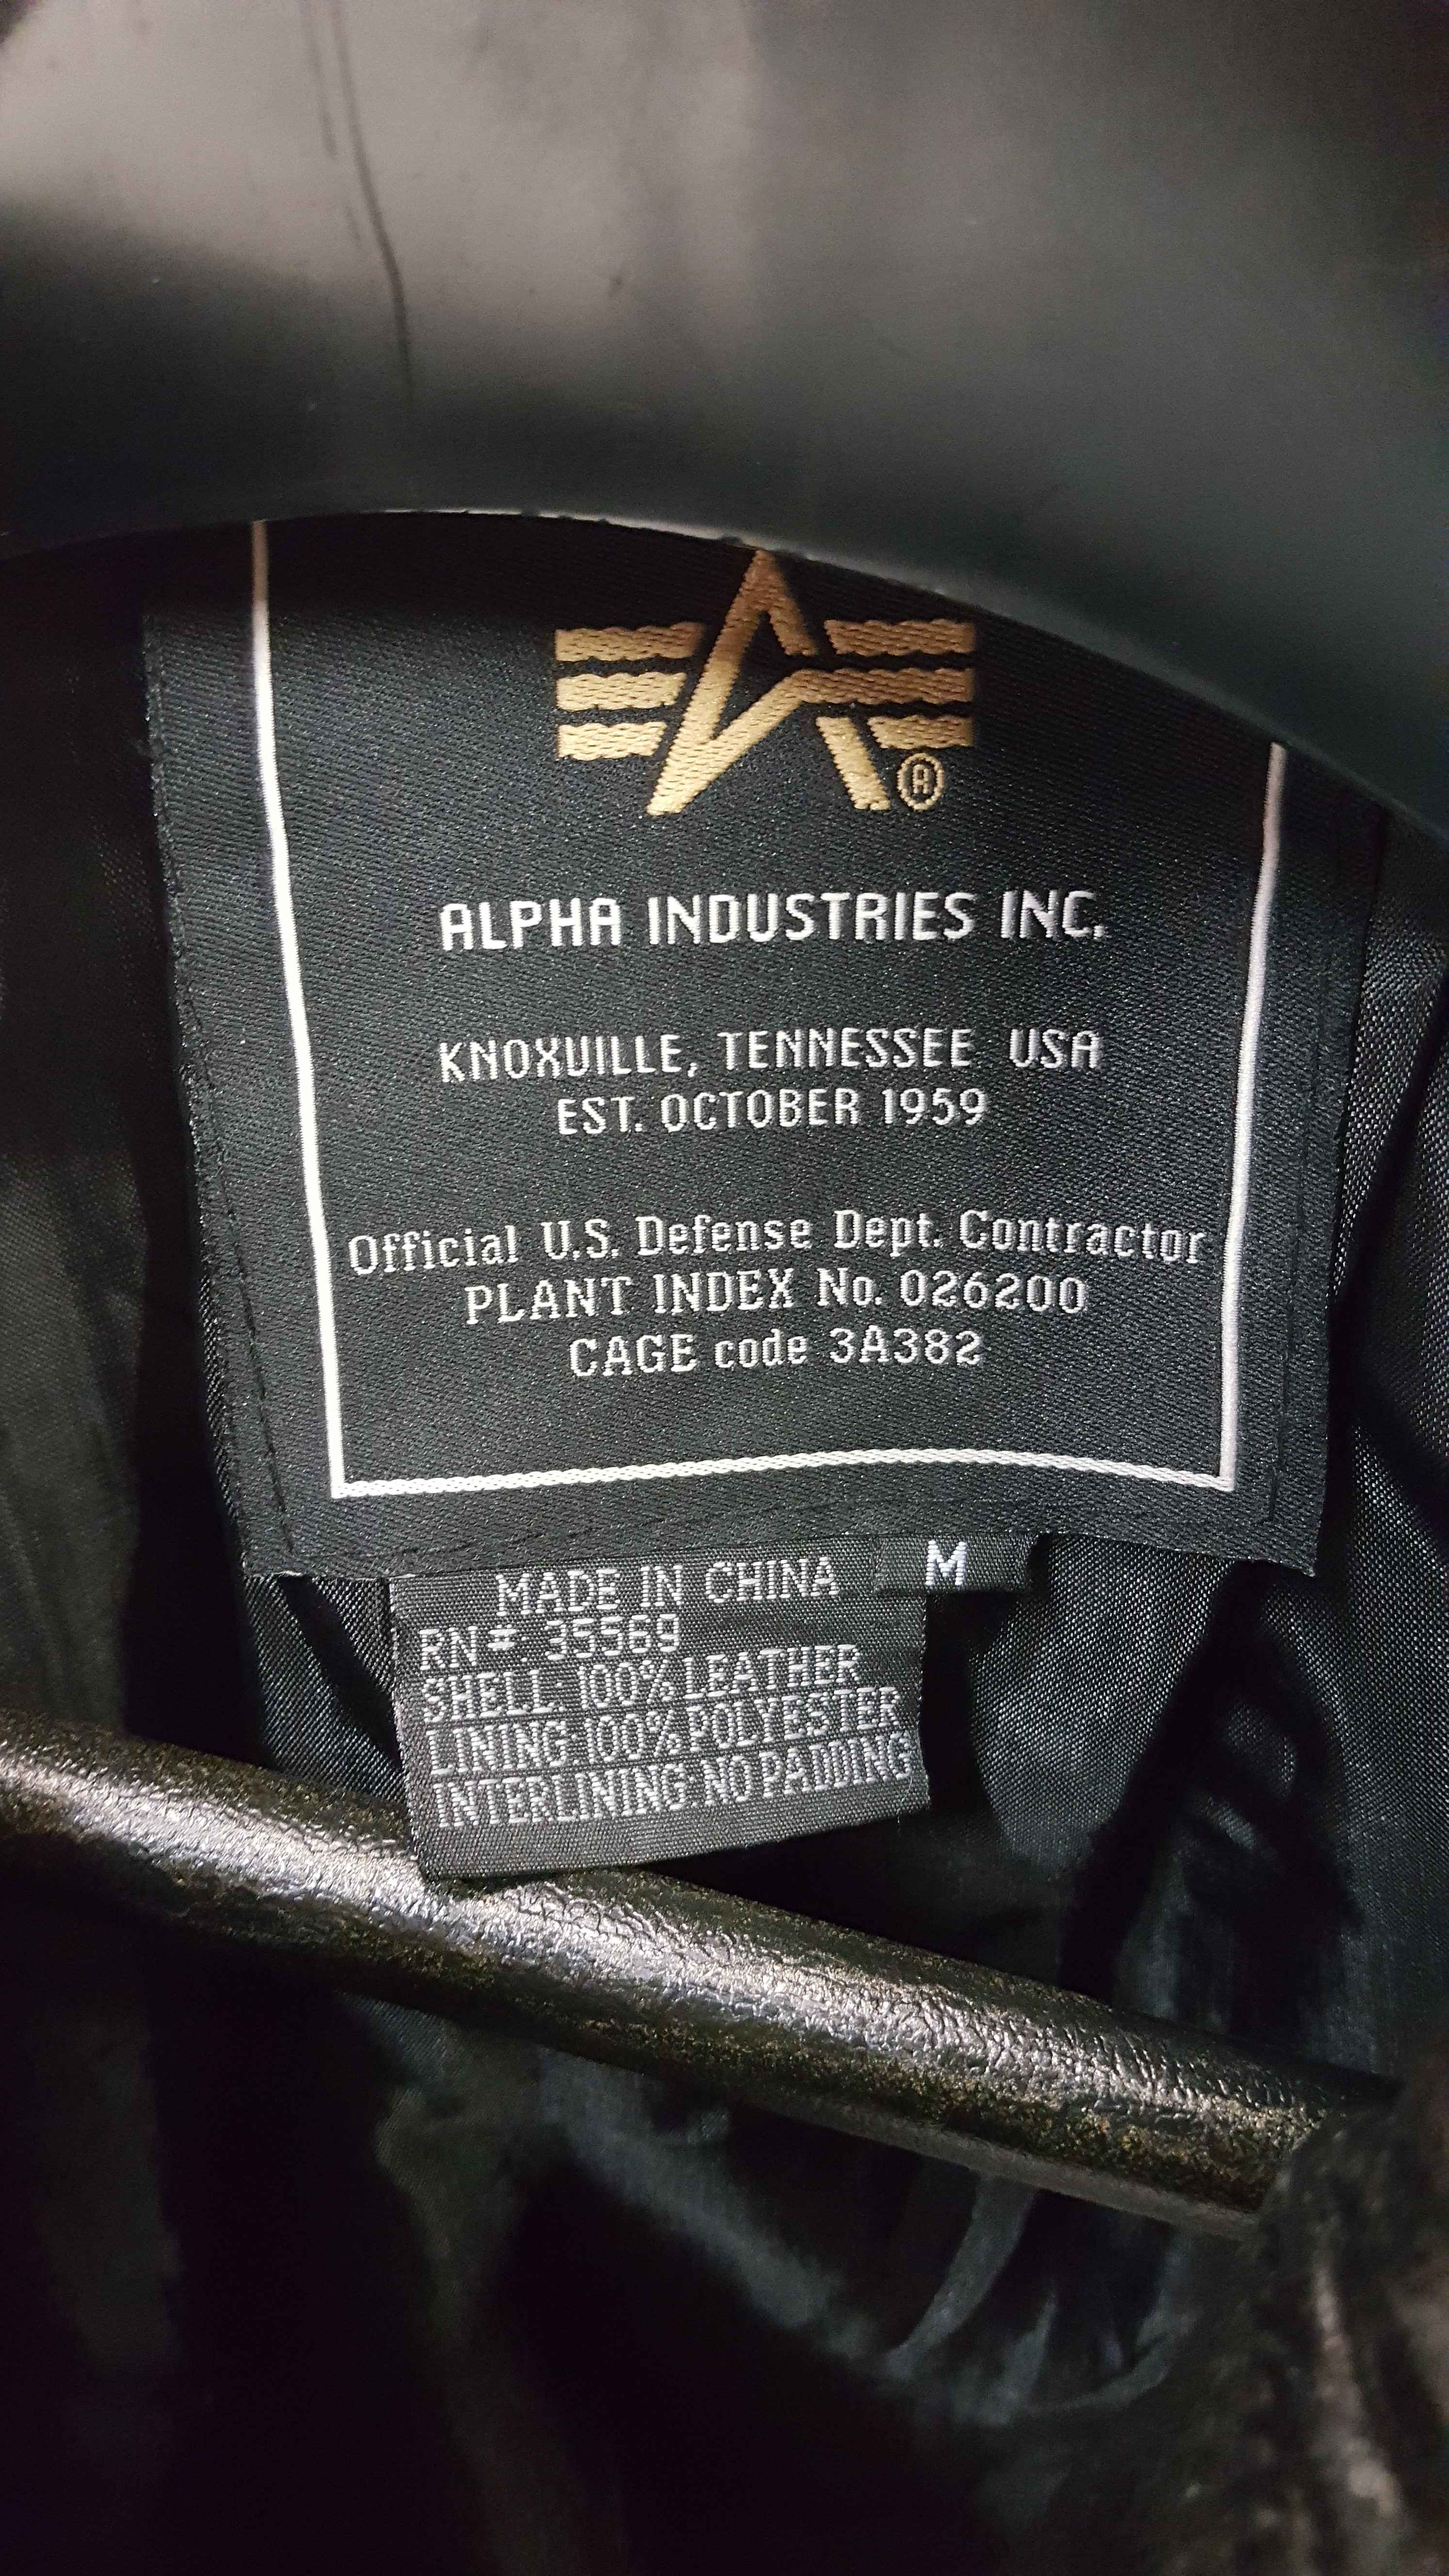 ALPHA INDUSTRIES INC.
KNOXVILLE, TENNESSEE USA
EST. OCTOBER 1959
Official U.S. Defense Dept. Contractor
PLANT INDEX No. 026200
CAGE code 3A382
M
MADE IN CHINA
RN#: 35569
SHELL: 100% LEATHER
LINING:100%POLYESTER
INTERLINING:NO PADDING